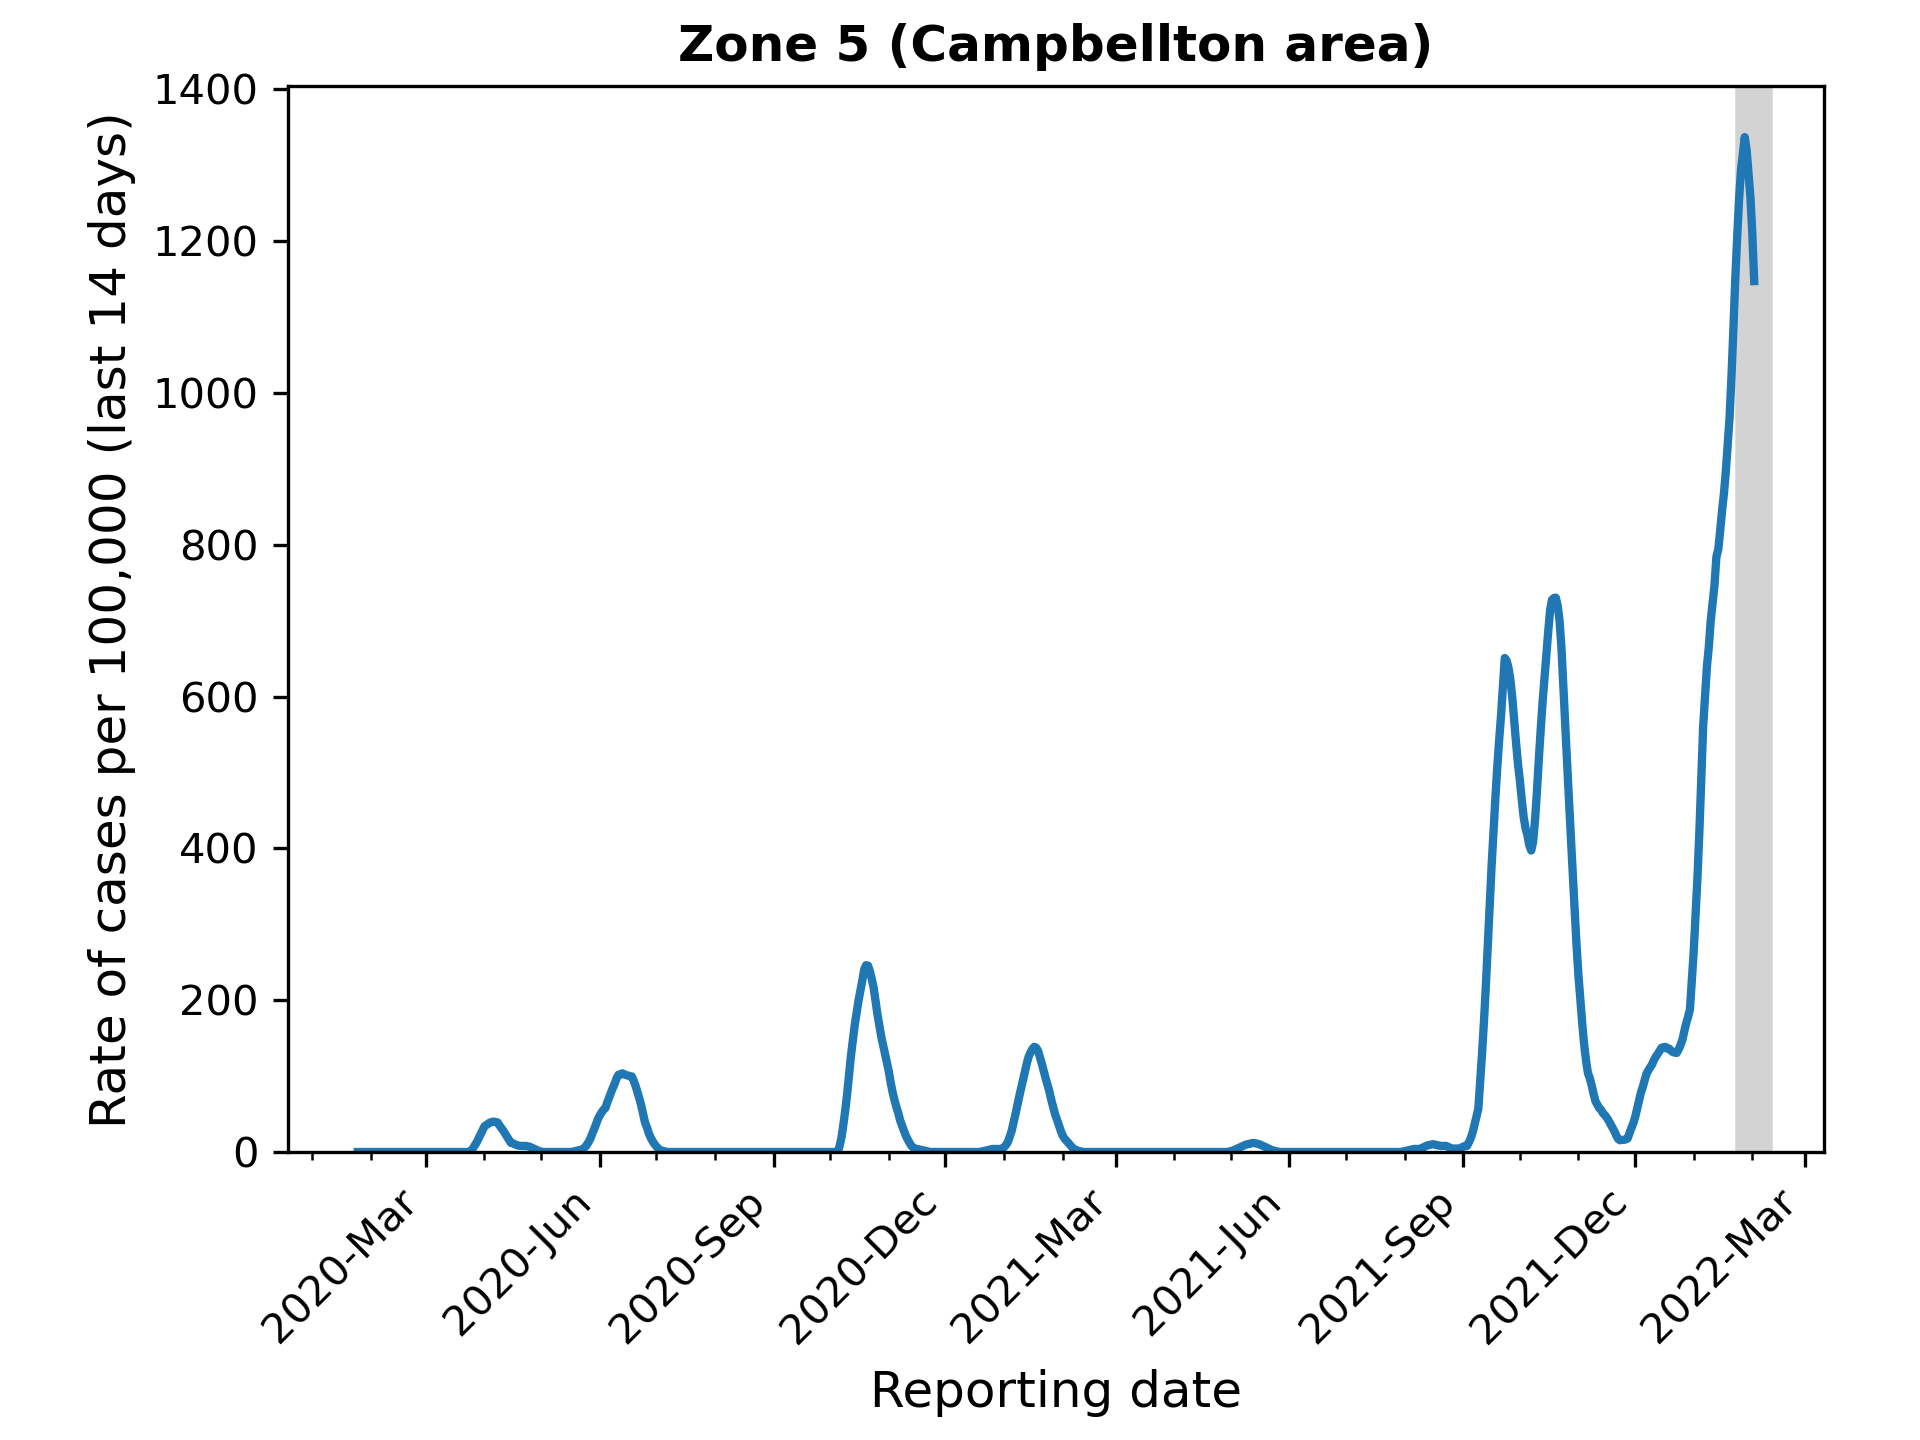 Zone 5 (Campbellton area)
Rate of cases per 100,000 (last 14 days)
1400
1200
1000
800
600
400
200
0
2020-Mar
2020-Jun
2020-Sep
2020-Dec
2021-Mar
2021-Jun
2021-Sep
2021-Dec
2022-Mar
Reporting date